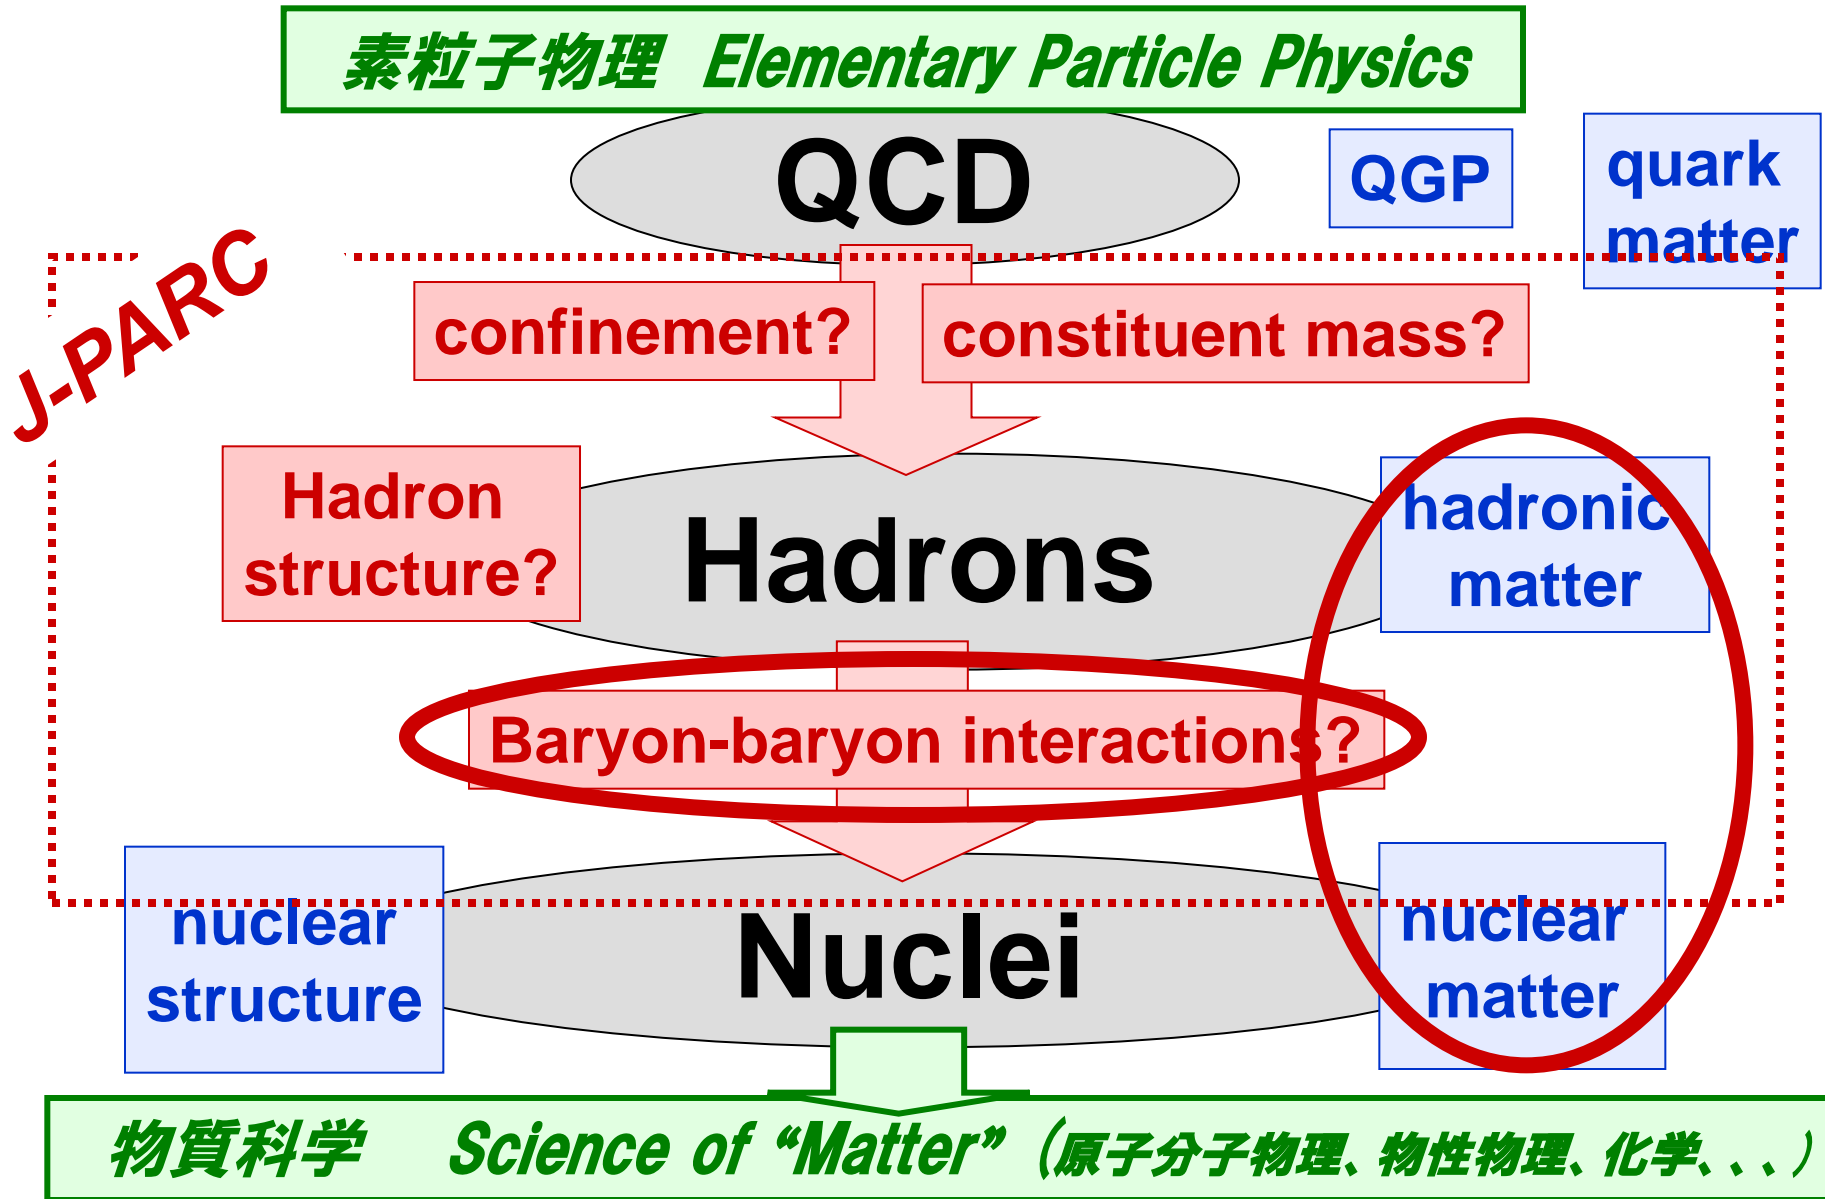 素粒子物理 Elementary Particle Physics
QCD
QGP
quark
matter
J-PARC
confinement?
constituent mass?
Hadron
structure?
Hadrons
hadronic
matter
Baryon-baryon interactions?
nuclear
structure
Nuclei
nuclear
matter
物質科学 Science of “Matter” (原子分子物理、物性物理、化学、、、)